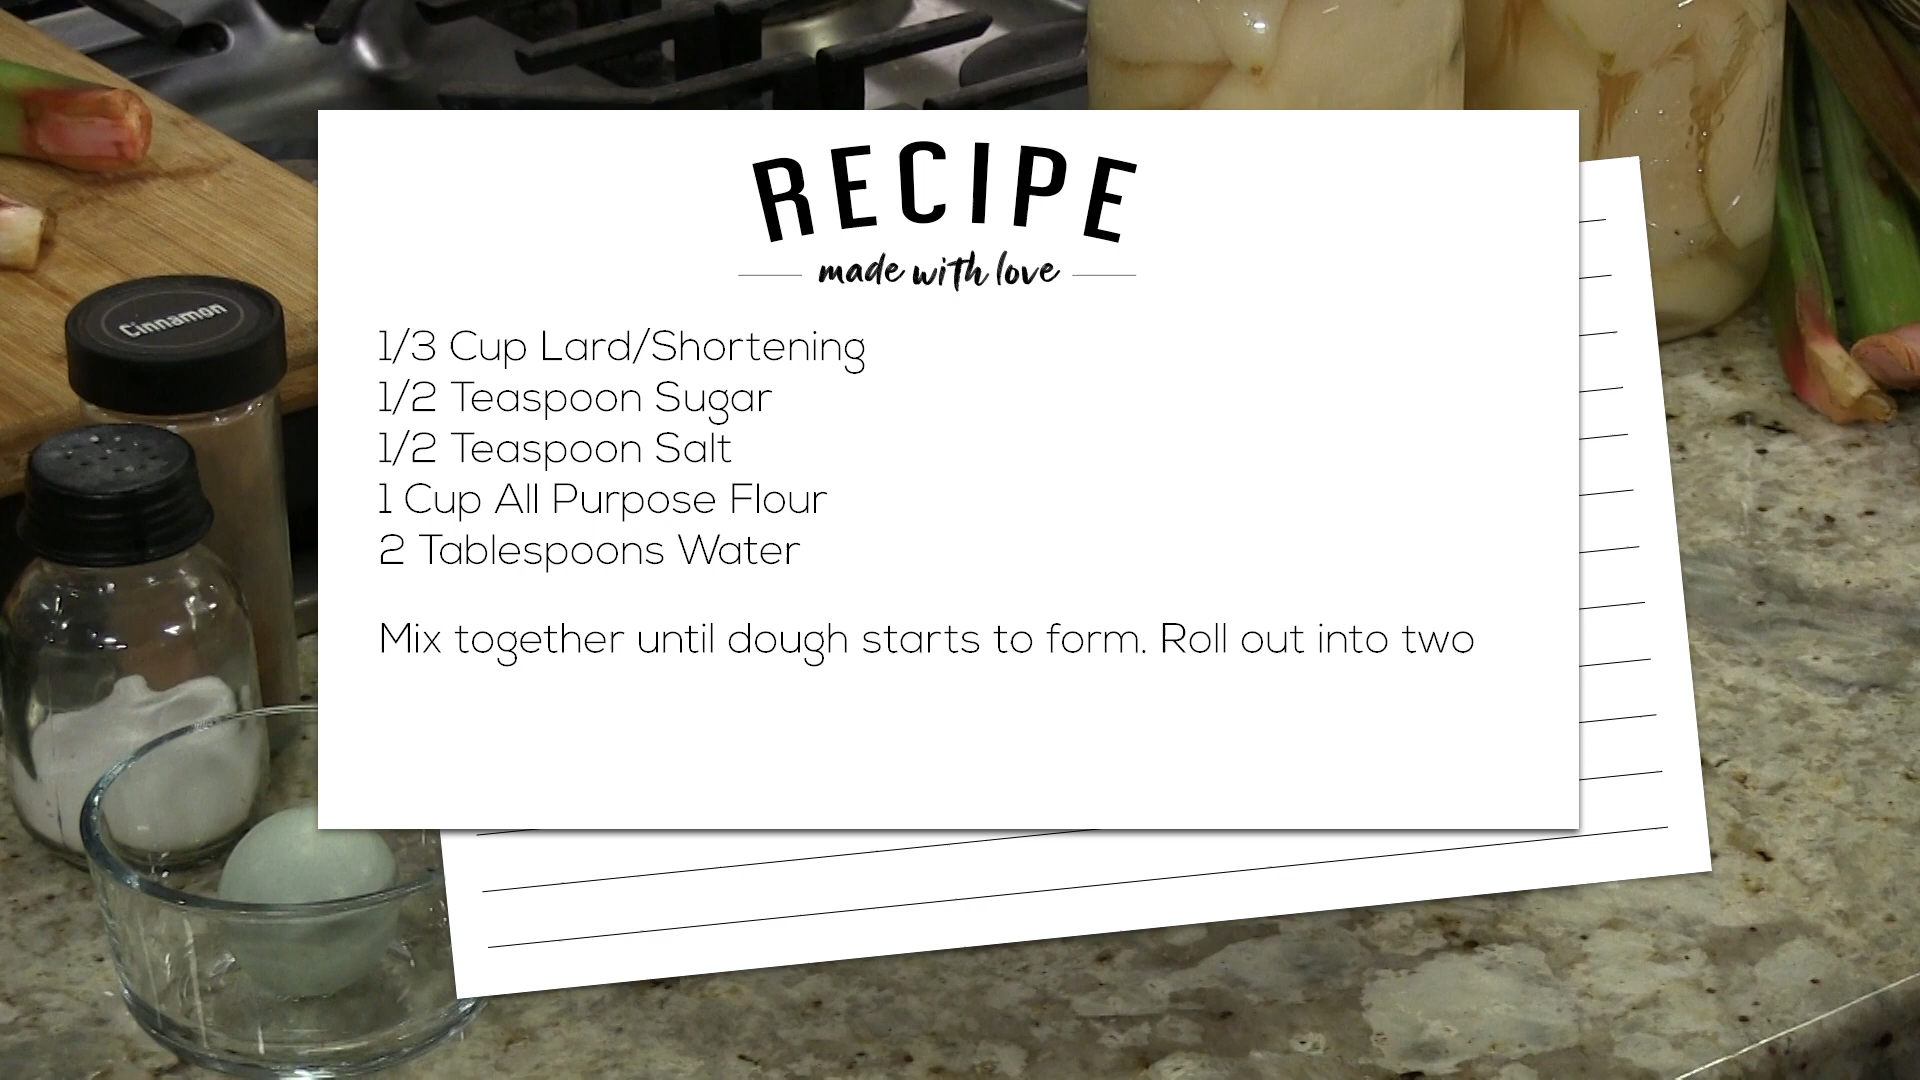 RECIPE
made with love
1/3 Cup Lard/Shortening
1/2 Teaspoon Sugar
1/2 Teaspoon Salt
1 Cup All Purpose Flour
2 Tablespoons Water
Mix together until dough starts to form. Roll out into two
Cinnamon